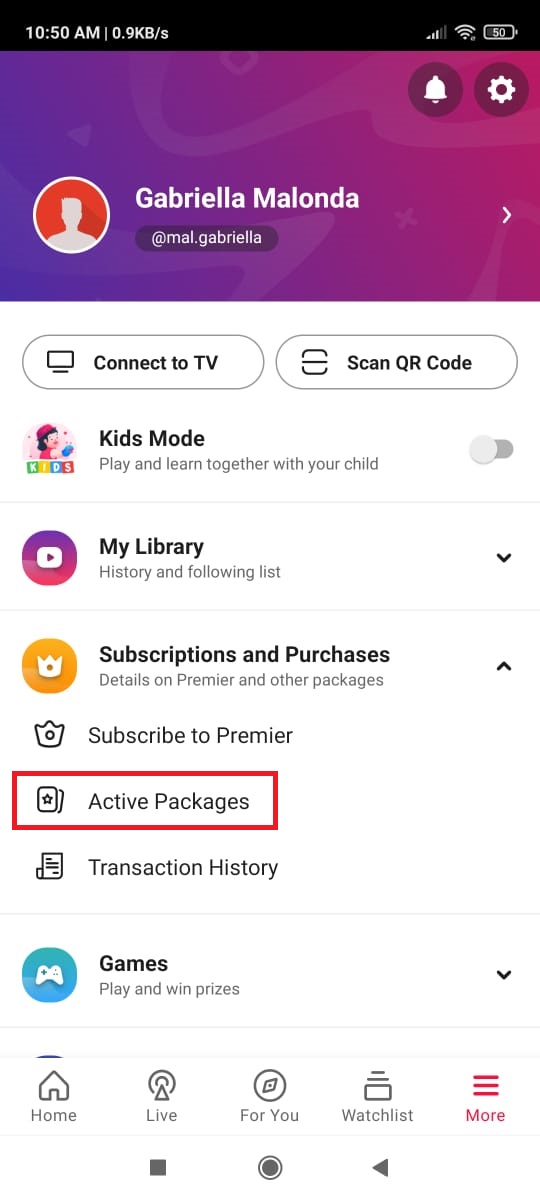 10:50 AM | 0.9KB/s
50
Gabriella Malonda
@mal.gabriella
Connect to TV
Scan QR Code
Kids Mode
Play and learn together with your child
KIDS
My Library
History and following list
Subscriptions and Purchases
Details on Premier and other packages
Subscribe to Premier
Active Packages
Transaction History
Games
Play and win prizes
Home
Live
For You
Watchlist
More